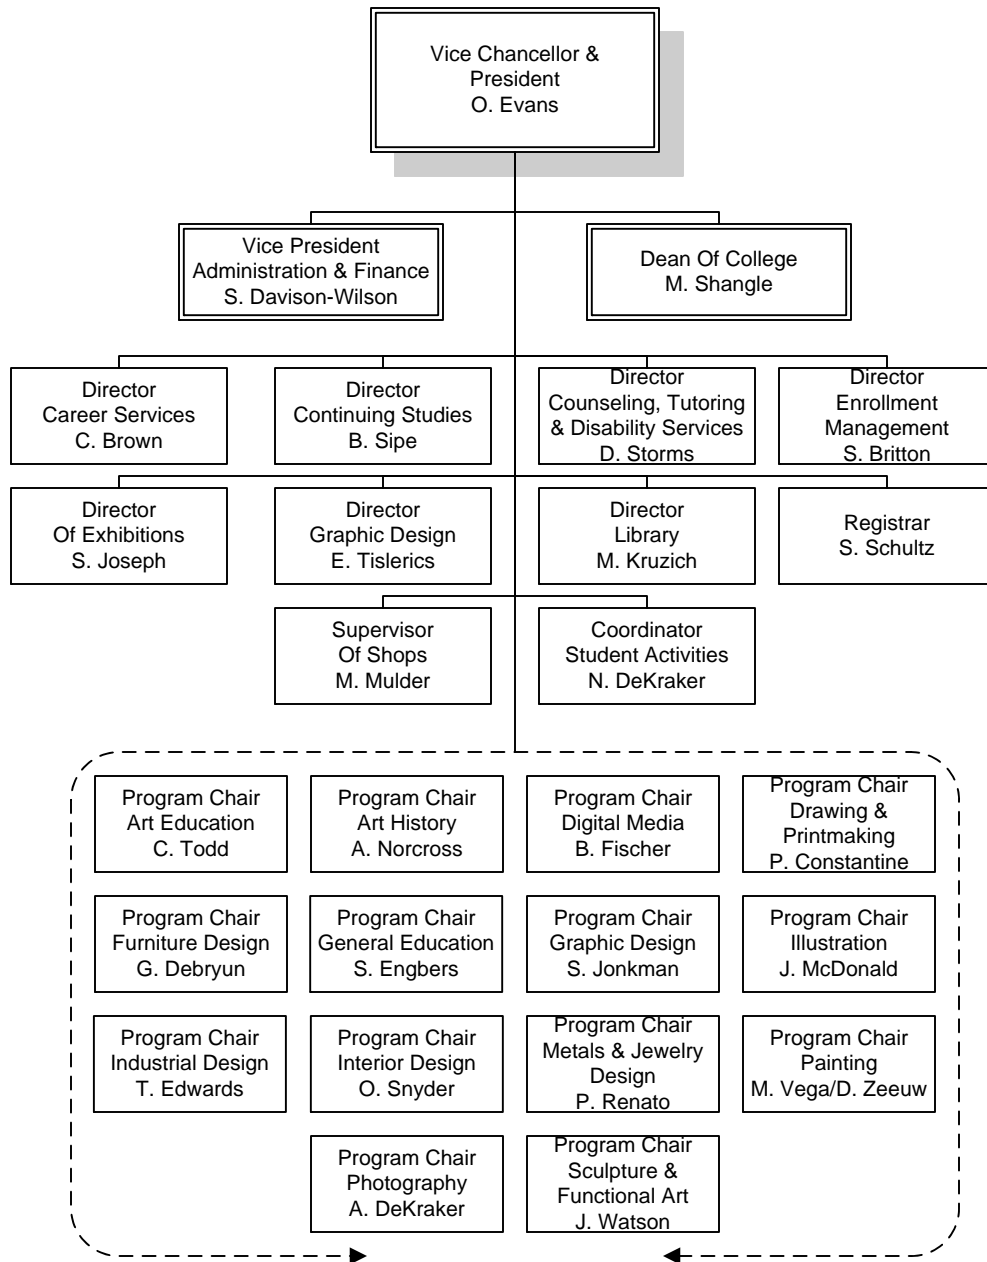 Vice Chancellor &
President
O. Evans
Vice President
Administration & Finance
S. Davison-Wilson
Dean Of College
M. Shangle
Director
Career Services
C. Brown
Director
Continuing Studies
B. Sipe
Director
Counseling, Tutoring
& Disability Services
D. Storms
Director
Enrollment
Management
S. Britton
Director
Of Exhibitions
S. Joseph
Director
Graphic Design
E. Tislerics
Director
Library
M. Kruzich
Registrar
S. Schultz
Supervisor
Of Shops
M. Mulder
Coordinator
Student Activities
N. DeKraker
Program Chair
Art Education
C. Todd
Program Chair
Art History
A. Norcross
Program Chair
Digital Media
B. Fischer
Program Chair
Drawing &
Printmaking
P. Constantine
Program Chair
Furniture Design
G. Debryun
Program Chair
General Education
S. Engbers
Program Chair
Graphic Design
S. Jonkman
Program Chair
Illustration
J. McDonald
Program Chair
Industrial Design
T. Edwards
Program Chair
Interior Design
O. Snyder
Program Chair
Metals & Jewelry
Design
P. Renato
Program Chair
Painting
M. Vega/D. Zeeuw
Program Chair
Photography
A. DeKraker
Program Chair
Sculpture &
Functional Art
J. Watson